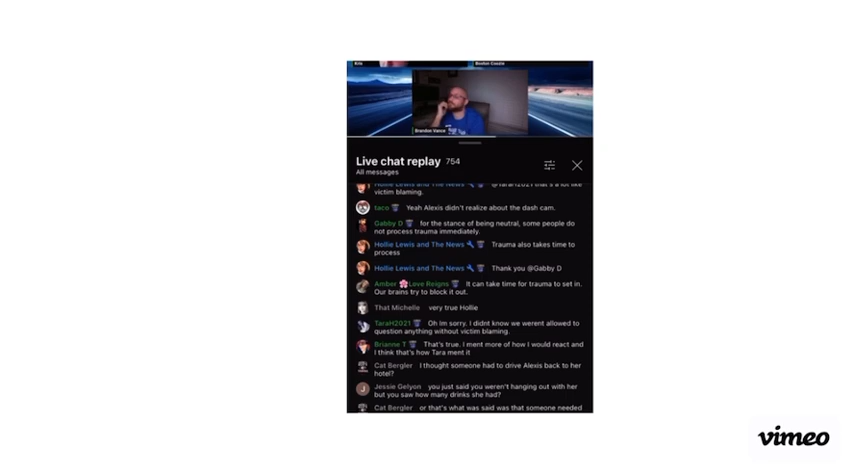 Kris
Boston Couzie
Brandon Vance
Live chat replay 754
All messages
Hollie Lewis and The News @TaraH2021 that's a lot like
victim blaming.
taco Yeah Alexis didn't realize about the dash cam.
Gabby D for the stance of being neutral, some people do
not process trauma immediately.
Hollie Lewis and The News Trauma also takes time to
process
Hollie Lewis and The News Thank you @Gabby D
Amber Love Reigns It can take time for trauma to set in.
Our brains try to block it out.
That Michelle very true Hollie
TaraH2021 Oh Im sorry, I didnt know we werent allowed to
question anything without victim blaming.
Brianne T That's true, I ment more of how I would react and
I think that's how Tara ment it
Cat Bergler I thought someone had to drive Alexis back to her
hotel?
J Jessie Gelyon you just said you weren't hanging out with her
but you saw how many drinks she had?
Cat Bergler or that's what was said was that someone needed
vimeo